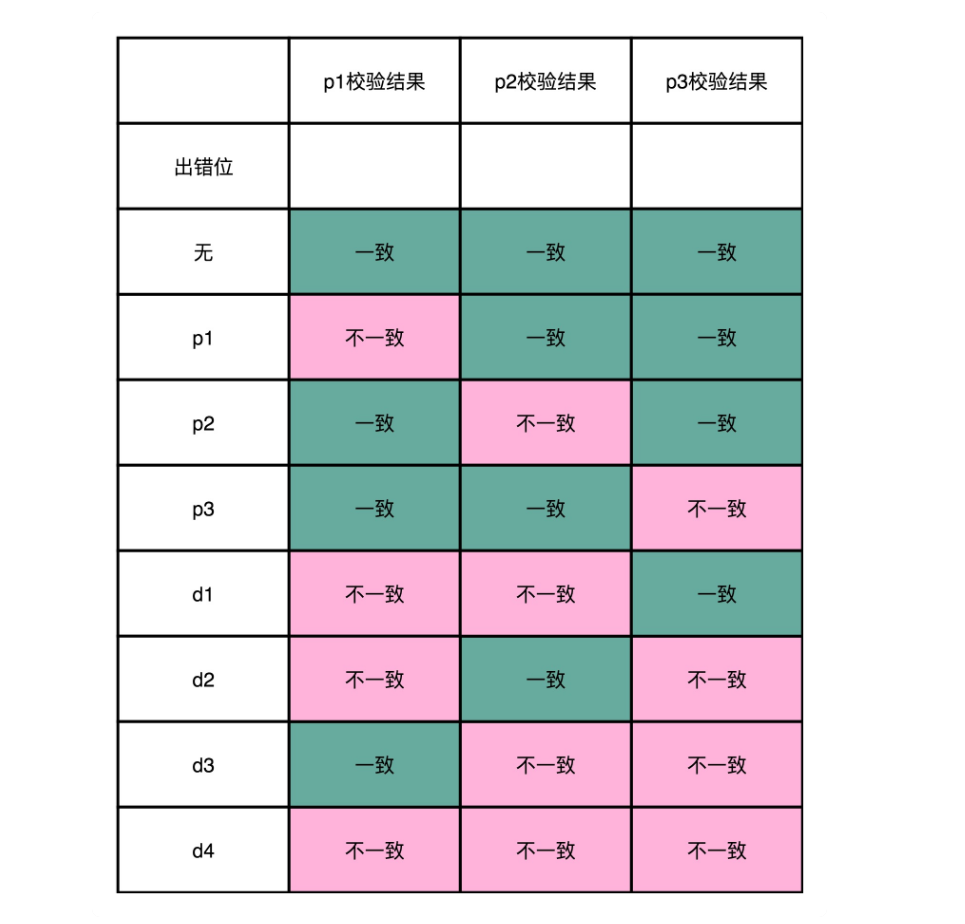 p1校验结果 p2校验结果 p3校验结果
出错位
无 一致 一致 一致
p1 不一致 一致 一致
p2 一致 不一致 一致
p3 一致 一致 不一致
d1 不一致 不一致 一致
d2 不一致 一致 不一致
d3 一致 不一致 不一致
d4 不一致 不一致 不一致